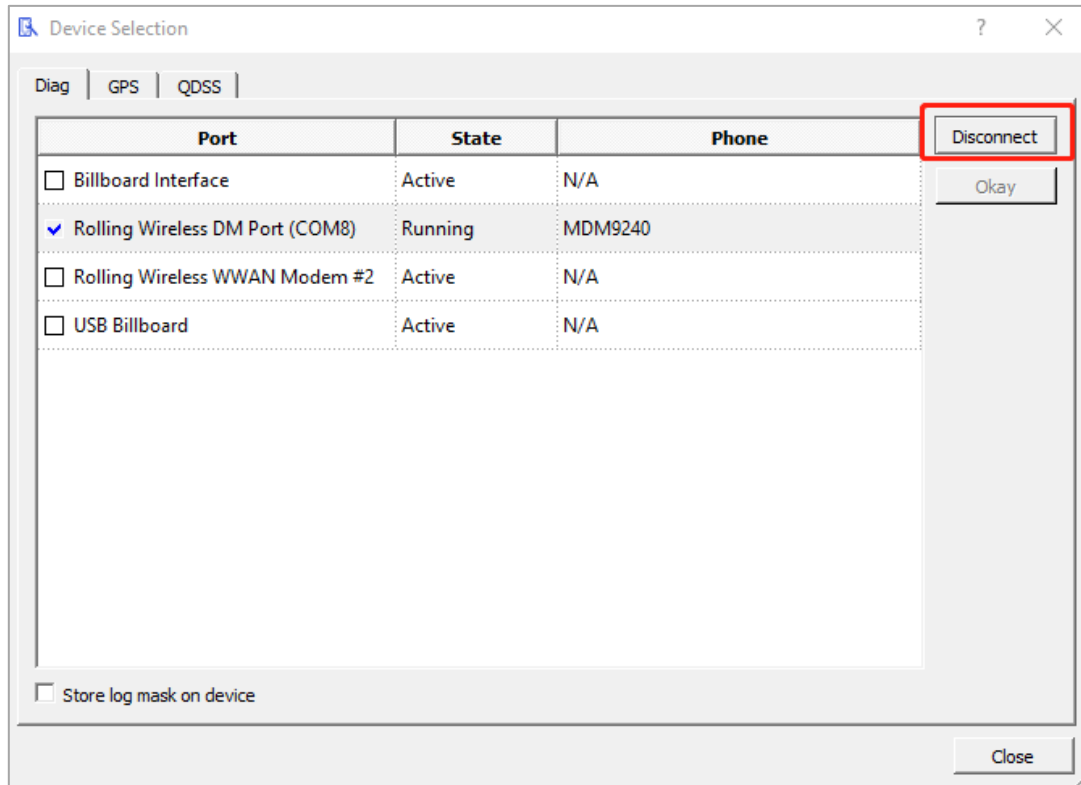 Device Selection
?
Diag GPS QDSS
Port State Phone
Disconnect
Billboard Interface Active N/A
Okay
Rolling Wireless DM Port (COM8) Running MDM9240
Rolling Wireless WWAN Modem #2 Active N/A
USB Billboard Active N/A
Store log mask on device
Close